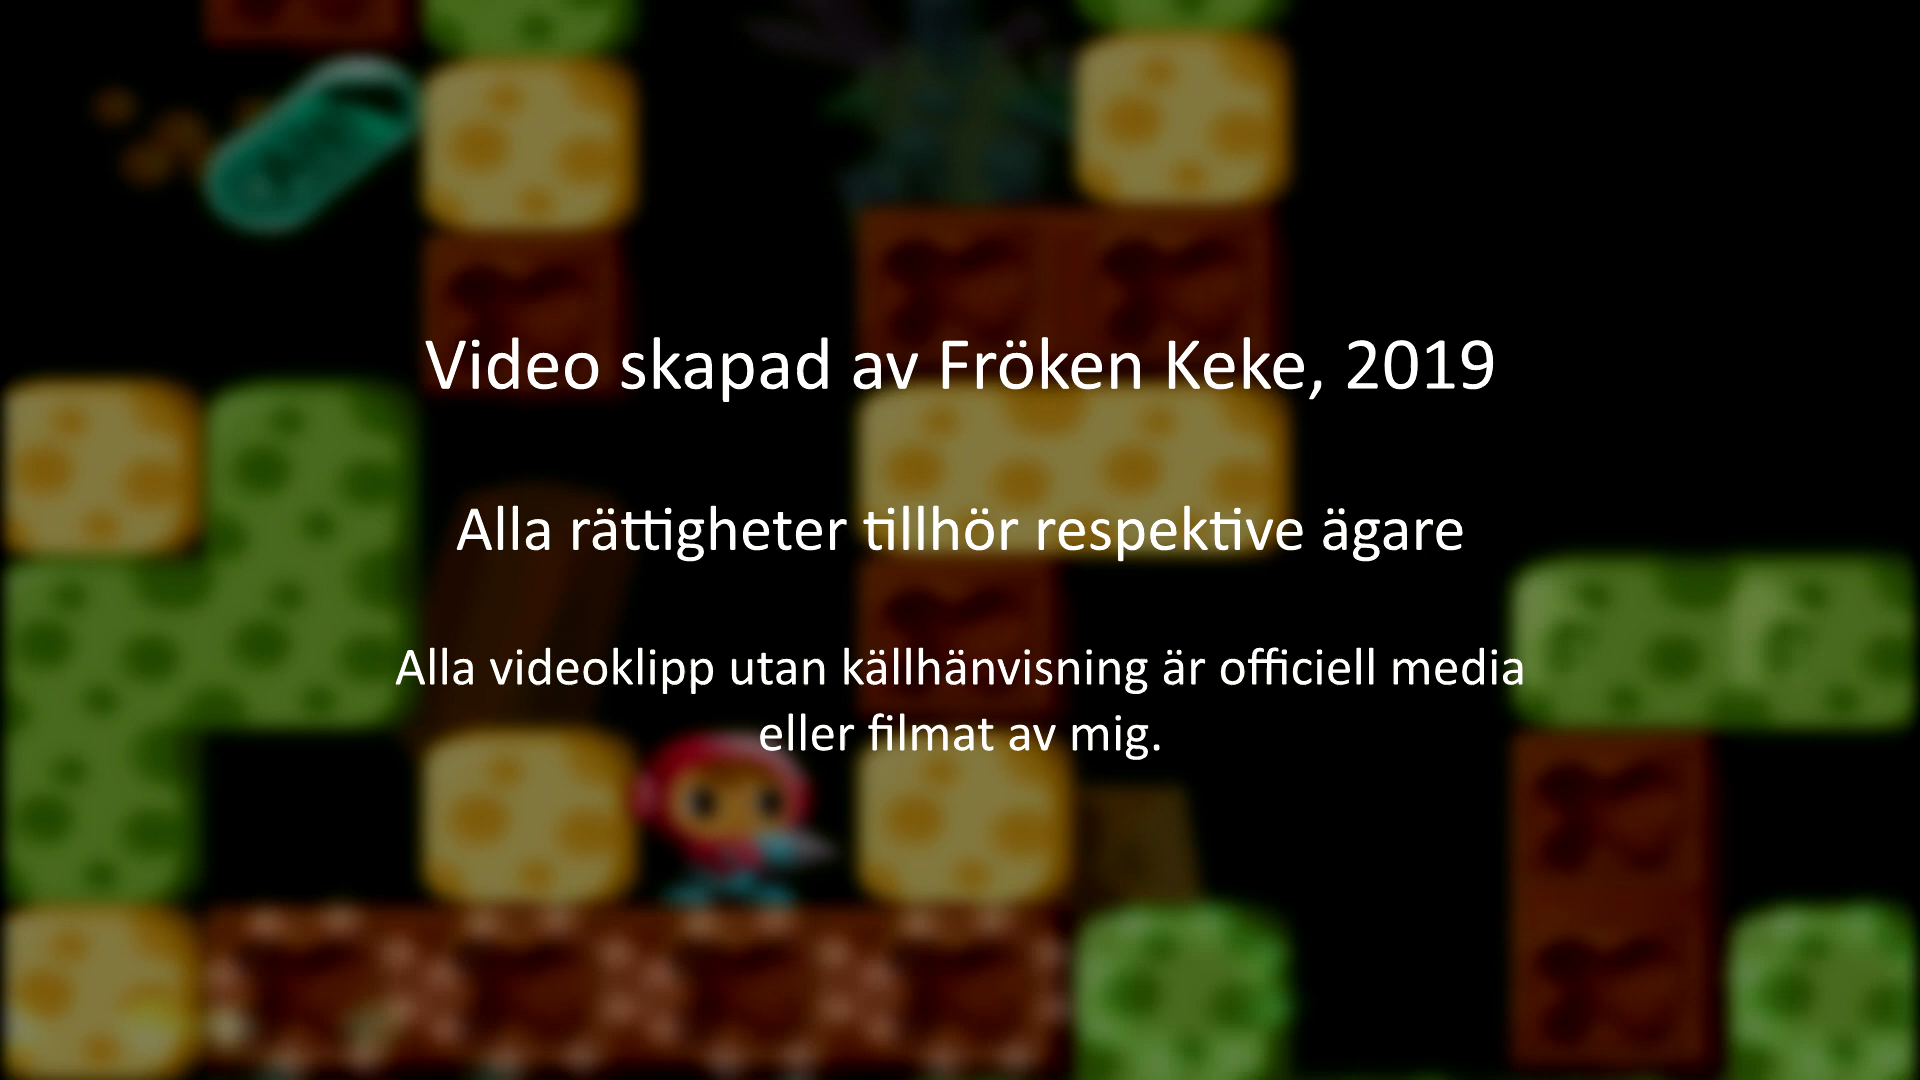 Video skapad av Fröken Keke, 2019
Alla rättigheter tillhör respektive ägare
Alla videoklipp utan källhänvisning är officiell media
eller filmat av mig.